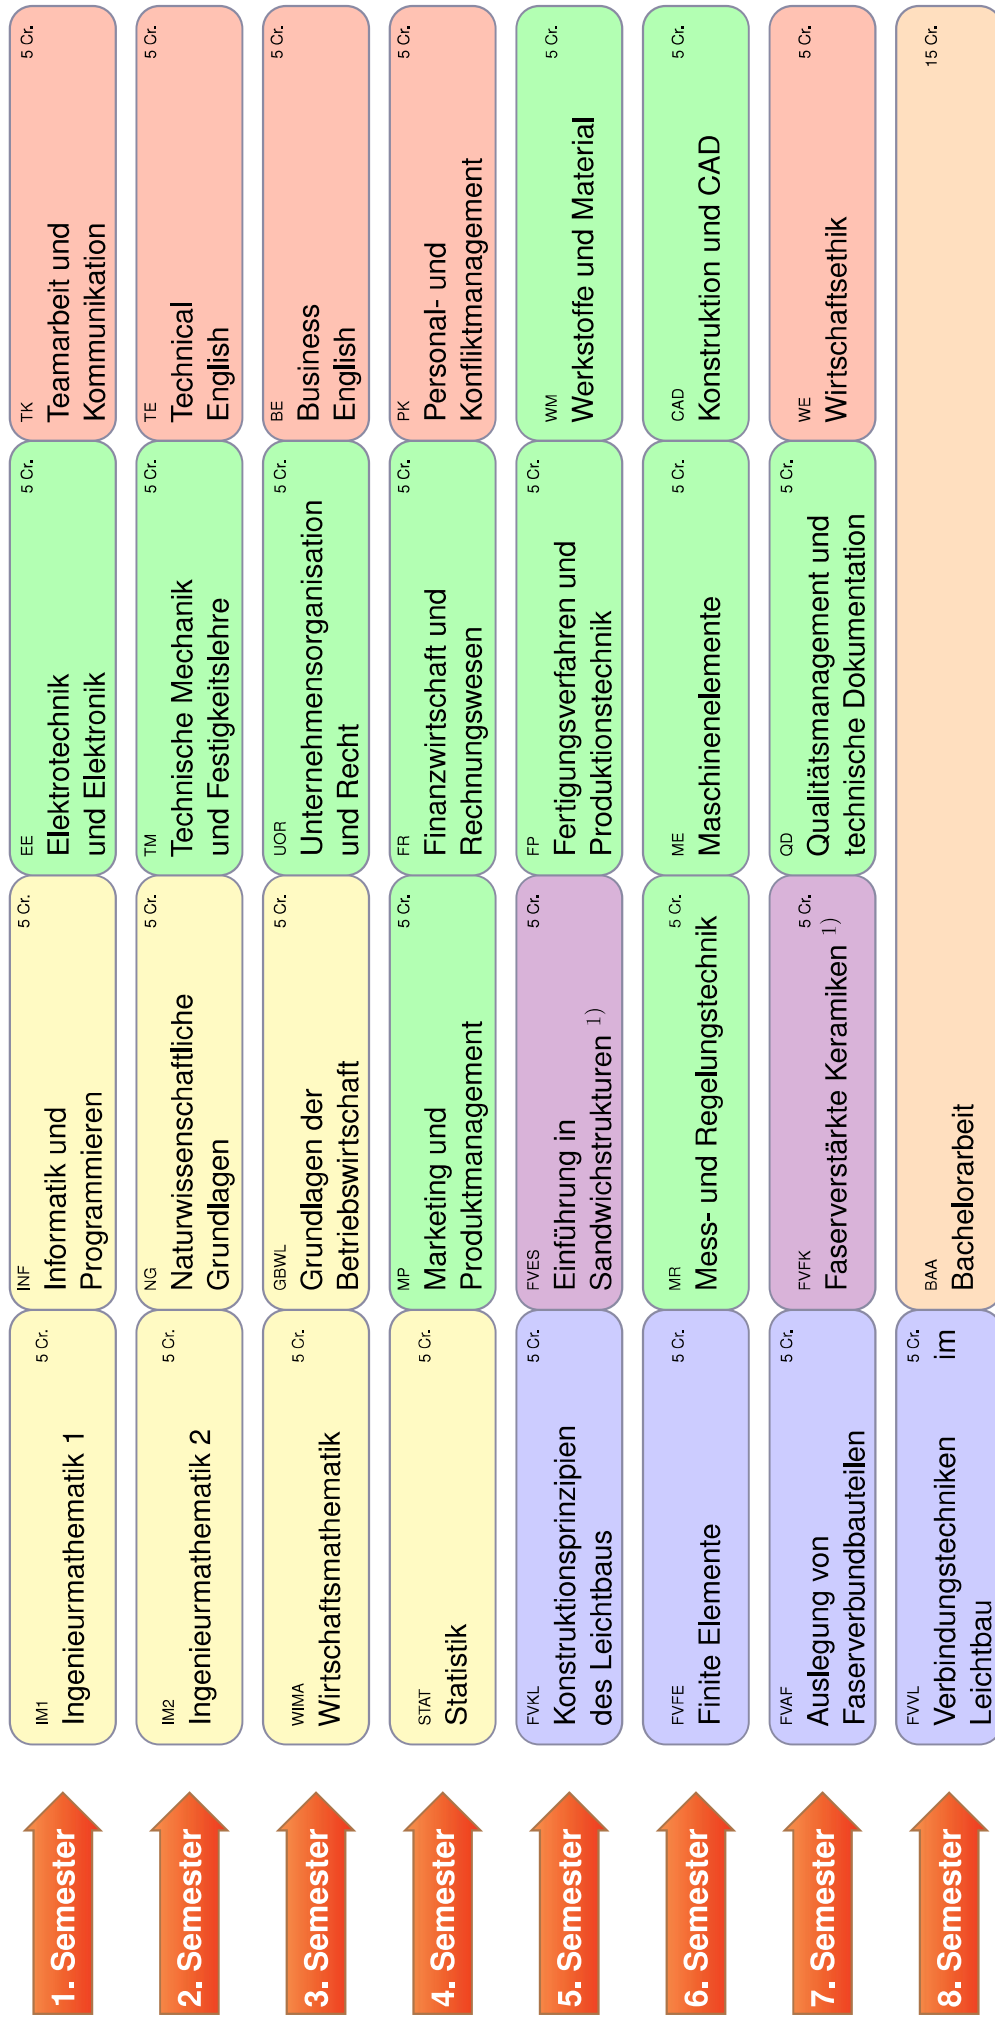 1. Semester
IM1
5 Cr.
Ingenieurmathematik 1
INF
5 Cr.
Informatik und
Programmieren
EE
5 Cr.
Elektrotechnik
und Elektronik
TK
5 Cr.
Teamarbeit und
Kommunikation
2. Semester
IM2
5 Cr.
Ingenieurmathematik 2
NG
5 Cr.
Naturwissenschaftliche
Grundlagen
TM
5 Cr.
Technische Mechanik
und Festigkeitslehre
TE
5 Cr.
Technical
English
3. Semester
WIMA
5 Cr.
Wirtschaftsmathematik
GBWL
5 Cr.
Grundlagen der
Betriebswirtschaft
UOR
5 Cr.
Unternehmensorganisation
und Recht
BE
5 Cr.
Business
English
4. Semester
STAT
5 Cr.
Statistik
MP
5 Cr.
Marketing und
Produktmanagement
FR
5 Cr.
Finanzwirtschaft und
Rechnungswesen
PK
5 Cr.
Personal- und
Konfliktmanagement
5. Semester
FVKL
5 Cr.
Konstruktionsprinzipien
des Leichtbaus
FVES
5 Cr.
Einführung in
Sandwichstrukturen 1)
FP
5 Cr.
Fertigungsverfahren und
Produktionstechnik
WM
5 Cr.
Werkstoffe und Material
6. Semester
FVFE
5 Cr.
Finite Elemente
MR
5 Cr.
Mess- und Regelungstechnik
ME
5 Cr.
Maschinenelemente
CAD
5 Cr.
Konstruktion und CAD
7. Semester
FVAF
5 Cr.
Auslegung von
Faserverbundbauteilen
FVFK
5 Cr.
Faserverstärkte Keramiken 1)
QD
5 Cr.
Qualitätsmanagement und
technische Dokumentation
WE
5 Cr.
Wirtschaftsethik
8. Semester
FVVL
5 Cr.
Verbindungstechniken im
Leichtbau
BAA
15 Cr.
Bachelorarbeit